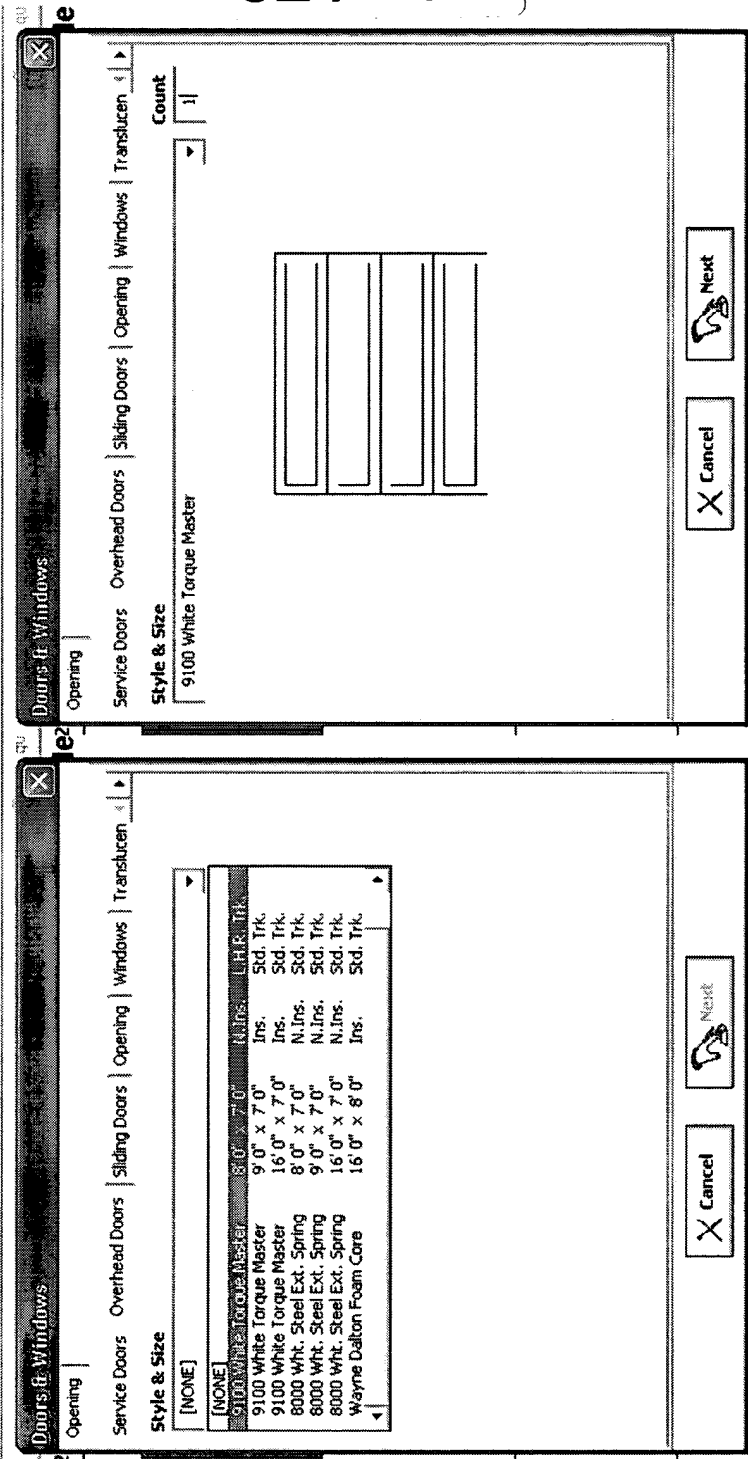 Doors & Windows
Opening
Service Doors Overhead Doors Sliding Doors Opening Windows Translucen
Style & Size
[NONE]
[NONE]
9100 White Torque Master 8'0" x 7'0" N.Ins. L.H.R. Trk.
9100 White Torque Master 9'0" x 7'0" Ins. Std. Trk.
9100 White Torque Master 16'0" x 7'0" Ins. Std. Trk.
8000 Wht. Steel Ext. Spring 8'0" x 7'0" N.Ins. Std. Trk.
8000 Wht. Steel Ext. Spring 9'0" x 7'0" N.Ins. Std. Trk.
8000 Wht. Steel Ext. Spring 16'0" x 7'0" N.Ins. Std. Trk.
Wayne Dalton Foam Core 16'0" x 8'0" Ins. Std. Trk.
Cancel Next
Doors & Windows
Opening
Service Doors Overhead Doors Sliding Doors Opening Windows Translucen
Style & Size Count
9100 White Torque Master 1
Cancel Next